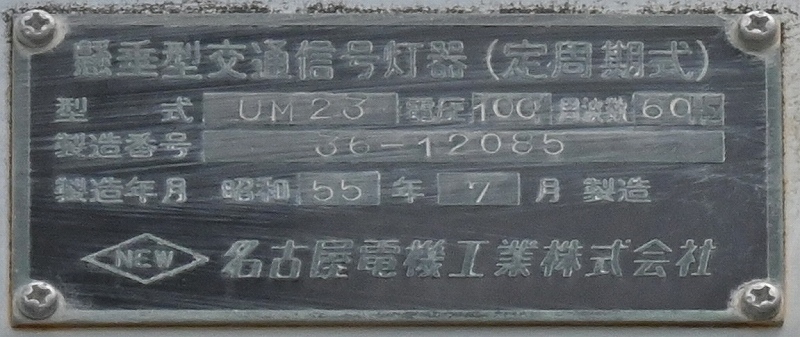 懸垂型交通信号灯器(定周期式)
型 式 UM23 電圧 100 周波数 60
製造番号 36-12085
製造年月 昭和 55 年 7 月 製造
NEW 名古屋電機工業株式会社